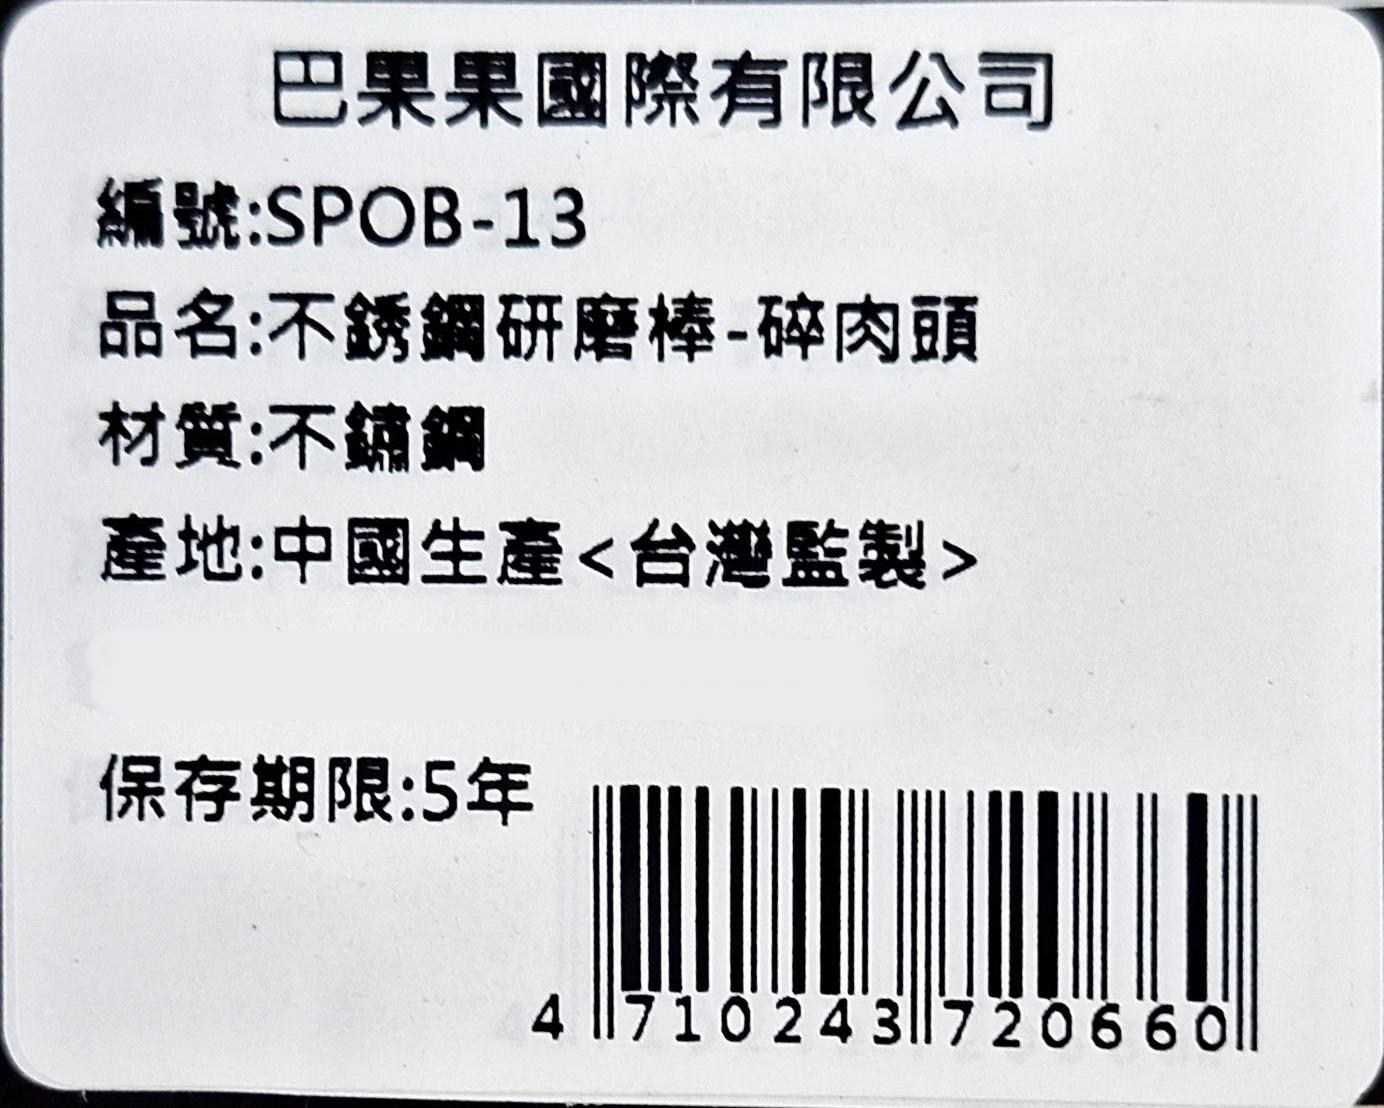 巴果果國際有限公司
編號:SPOB-13
品名:不銹鋼研磨棒-碎肉頭
材質:不鏽鋼
產地:中國生產<台灣監製>
保存期限:5年
4 710243 720660